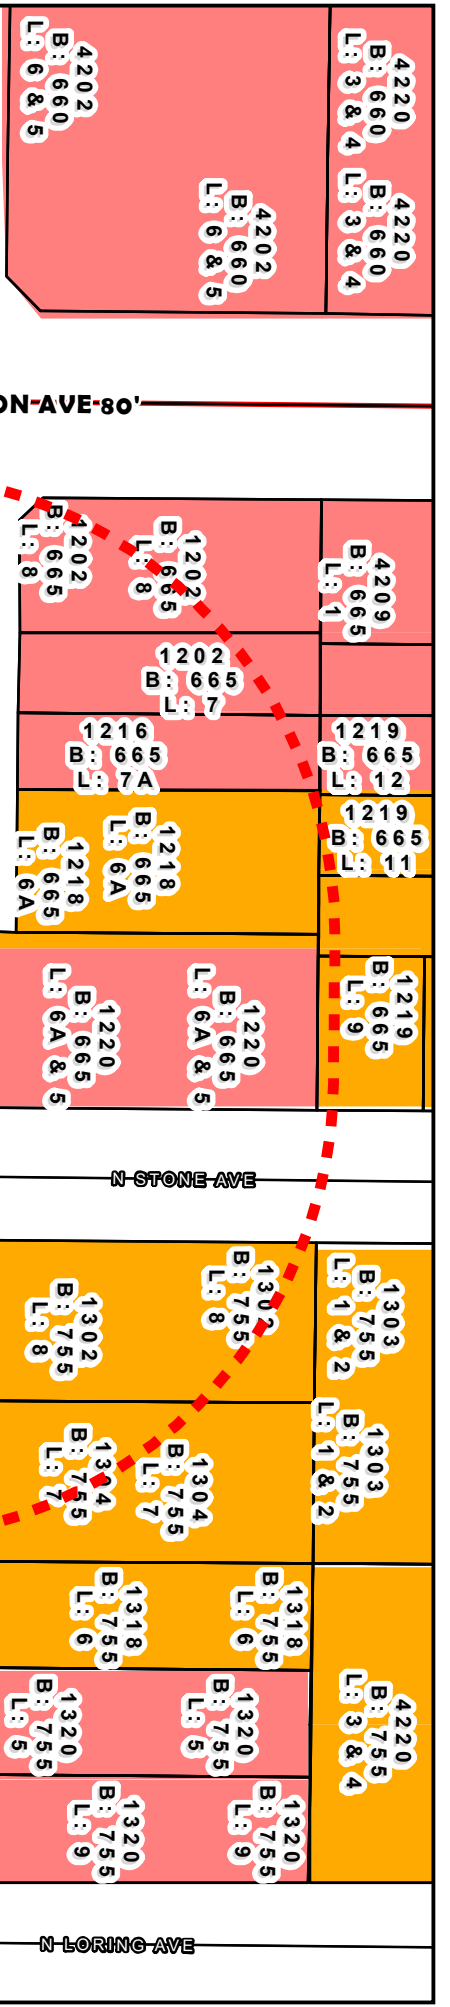 4202
B: 660
L: 6 & 5
4220
B: 660
L: 3 & 4
4220
B: 660
L: 3 & 4
4202
B: 660
L: 6 & 5
ON AVE 80'
1202
B: 665
L: 8
1202
B: 665
L: 8
4209
B: 665
L: 1
1202
B: 665
L: 7
1216
B: 665
L: 7A
1219
B: 665
L: 12
1219
B: 665
L: 11
1218
B: 665
L: 6A
1218
B: 665
L: 6A
1220
B: 665
L: 6A & 5
1220
B: 665
L: 6A & 5
1219
B: 665
L: 9
N STONE AVE
1302
B: 755
L: 8
1302
B: 755
L: 8
1303
B: 755
L: 1 & 2
1303
B: 755
L: 1 & 2
1304
B: 755
L: 7
1304
B: 755
L: 7
1318
B: 755
L: 6
1318
B: 755
L: 6
4220
B: 755
L: 3 & 4
1320
B: 755
L: 5
1320
B: 755
L: 5
1320
B: 755
L: 9
1320
B: 755
L: 9
N LORING AVE